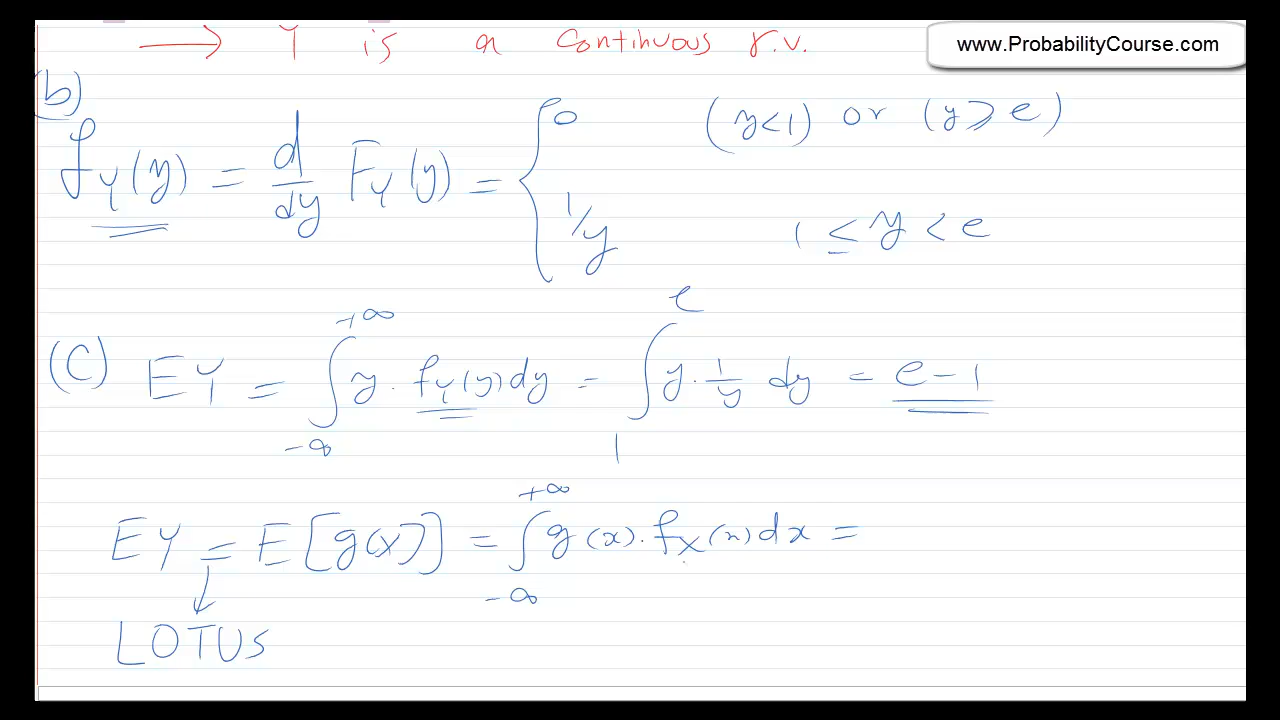 www.ProbabilityCourse.com
⟶ Y is a continuous r.v.
(b)
f_Y(y) = d/dy F_Y(y) = { 0 (y<1) or (y ⩾ e)
1/y 1 ≤ y < e
(C) EY = ∫_{-∞}^{+∞} y · f_Y(y) dy = ∫_1^e y · 1/y dy = e - 1
EY = E[g(X)] = ∫_{-∞}^{+∞} g(x) · f_X(x) dx =
LOTUS